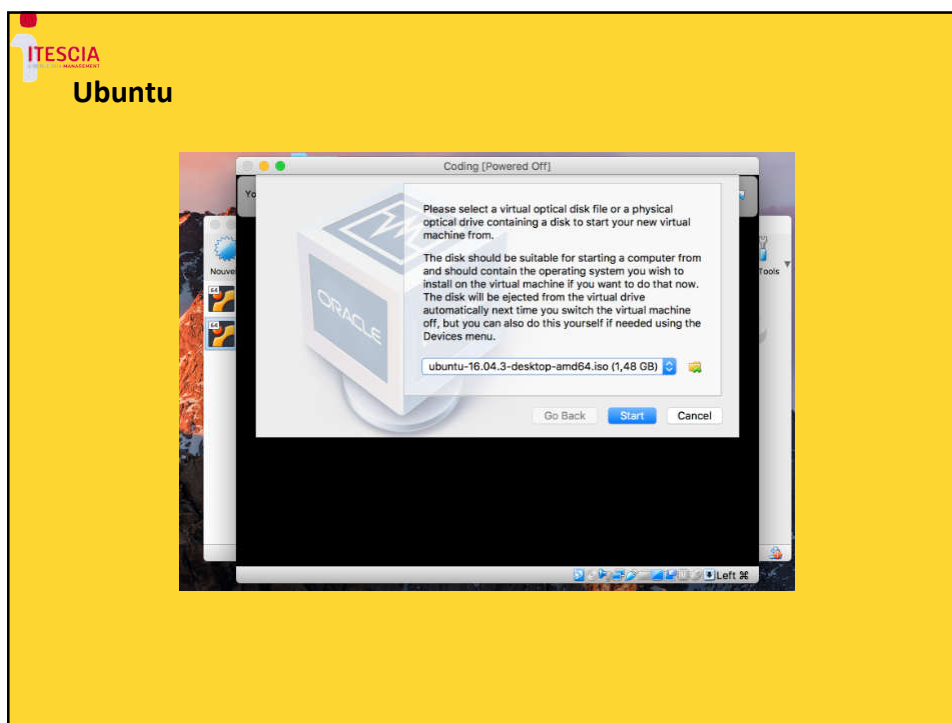 ITESCIA
Ubuntu
Coding [Powered Off]
Yo
Please select a virtual optical disk file or a physical
optical drive containing a disk to start your new virtual
machine from.
Nouve
Tools
The disk should be suitable for starting a computer from
and should contain the operating system you wish to
install on the virtual machine if you want to do that now.
The disk will be ejected from the virtual drive
automatically next time you switch the virtual machine
off, but you can also do this yourself if needed using the
Devices menu.
64
64
ORACLE
ubuntu-16.04.3-desktop-amd64.iso (1,48 GB)
Go Back Start Cancel
Left ⌘